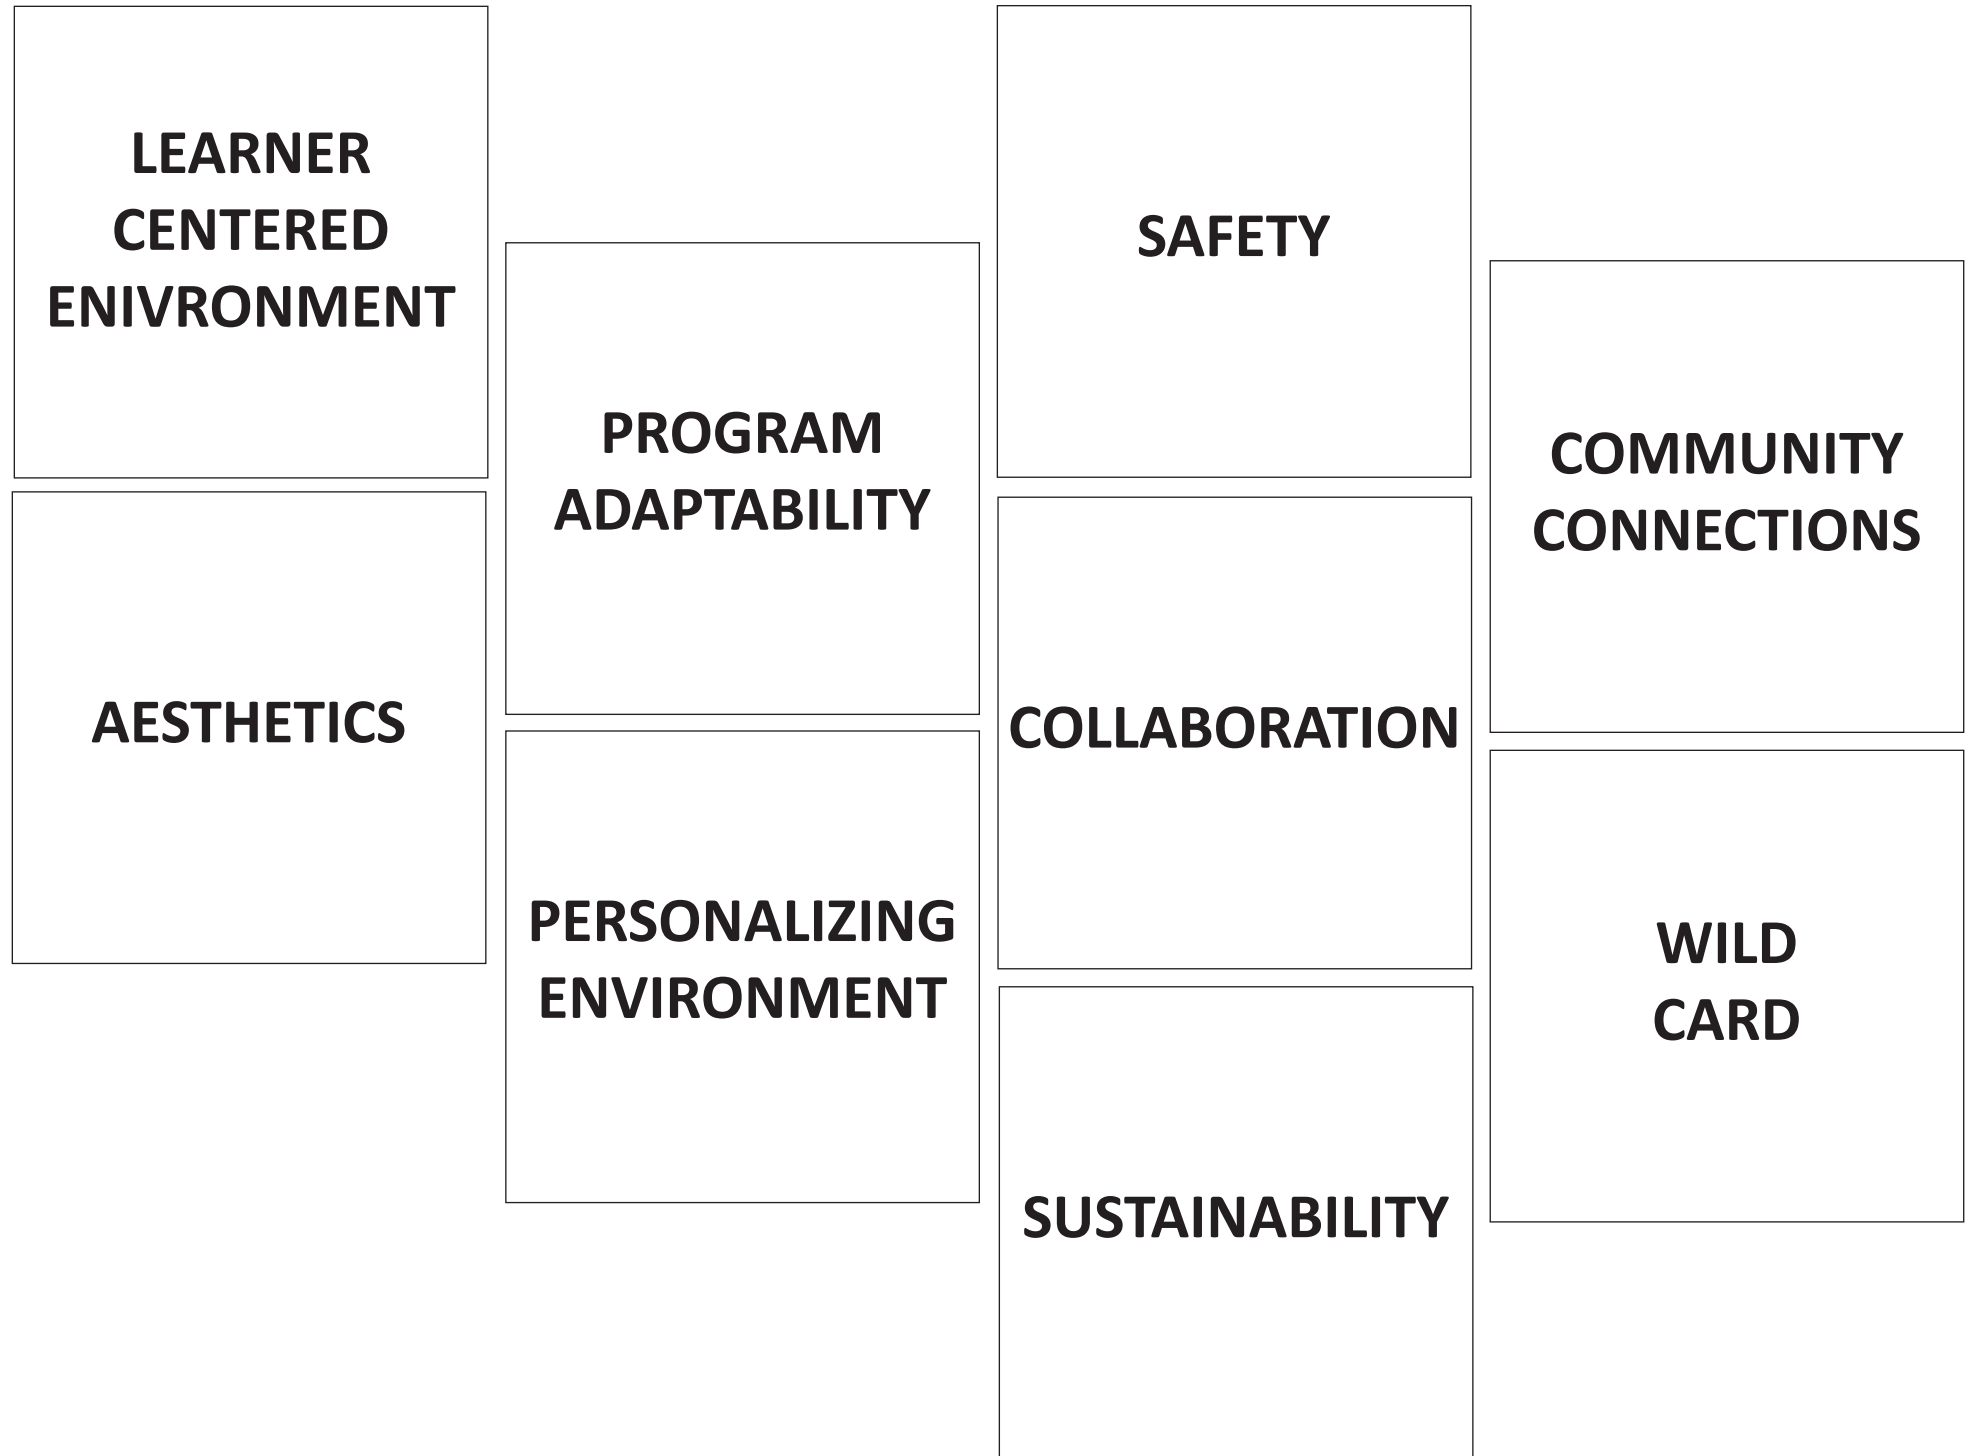 LEARNER
CENTERED
ENIVRONMENT
AESTHETICS
PROGRAM
ADAPTABILITY
PERSONALIZING
ENVIRONMENT
SAFETY
COLLABORATION
SUSTAINABILITY
COMMUNITY
CONNECTIONS
WILD
CARD